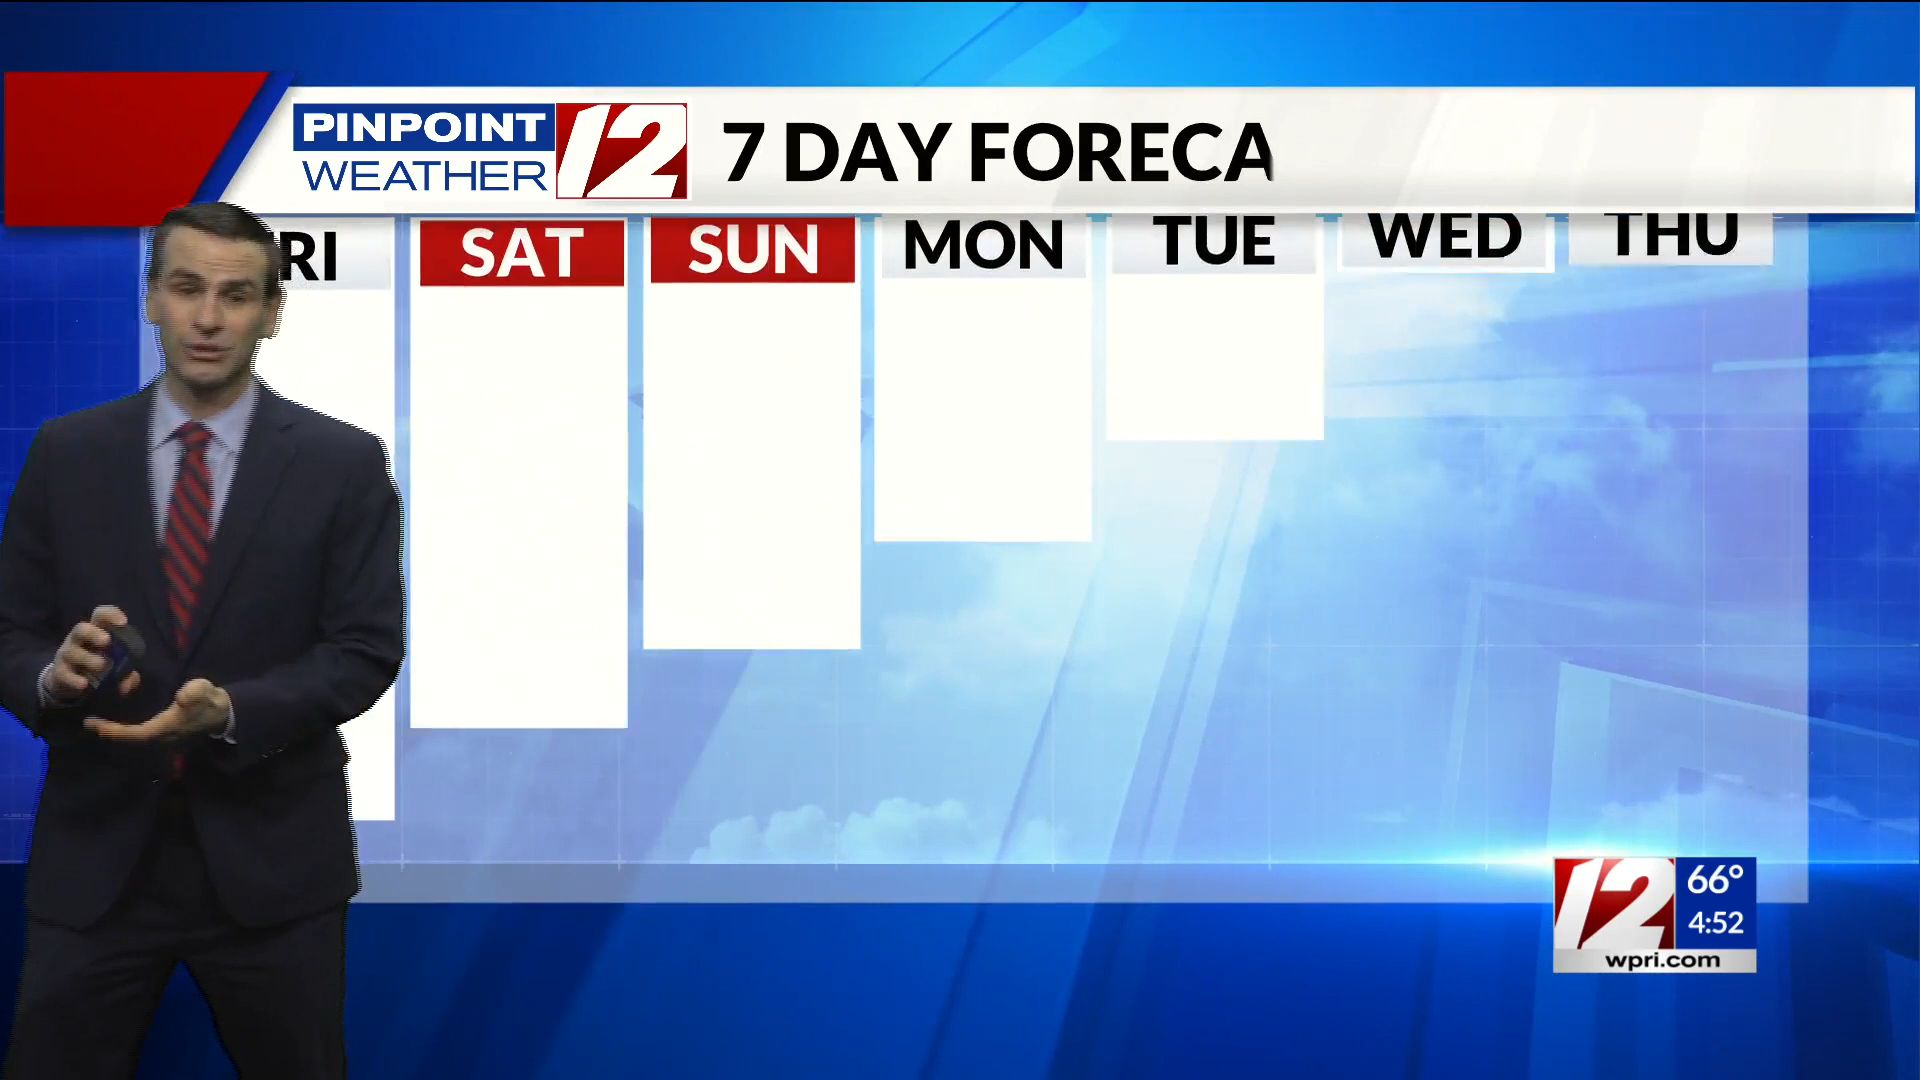 PINPOINT
WEATHER
12
7 DAY FORECA
RI
SAT
SUN
MON
TUE
WED
THU
12
66°
4:52
wpri.com